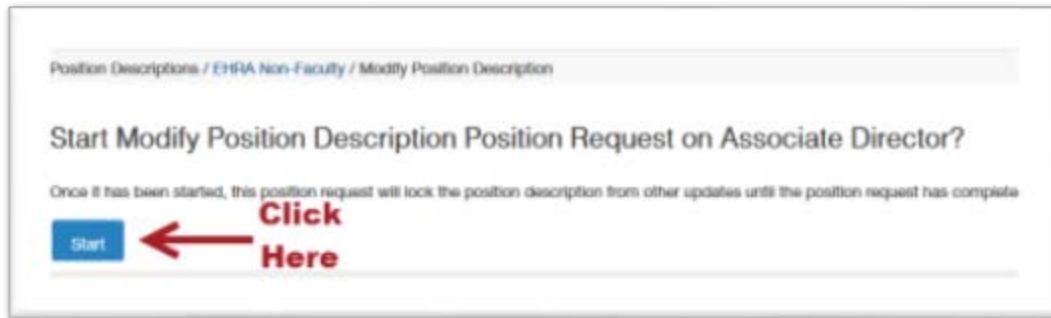 Position Descriptions / EHRA Non-Faculty / Modify Position Description
Start Modify Position Description Position Request on Associate Director?
Once it has been started, this position request will lock the position description from other updates until the position request has complete
Click
Start
Here